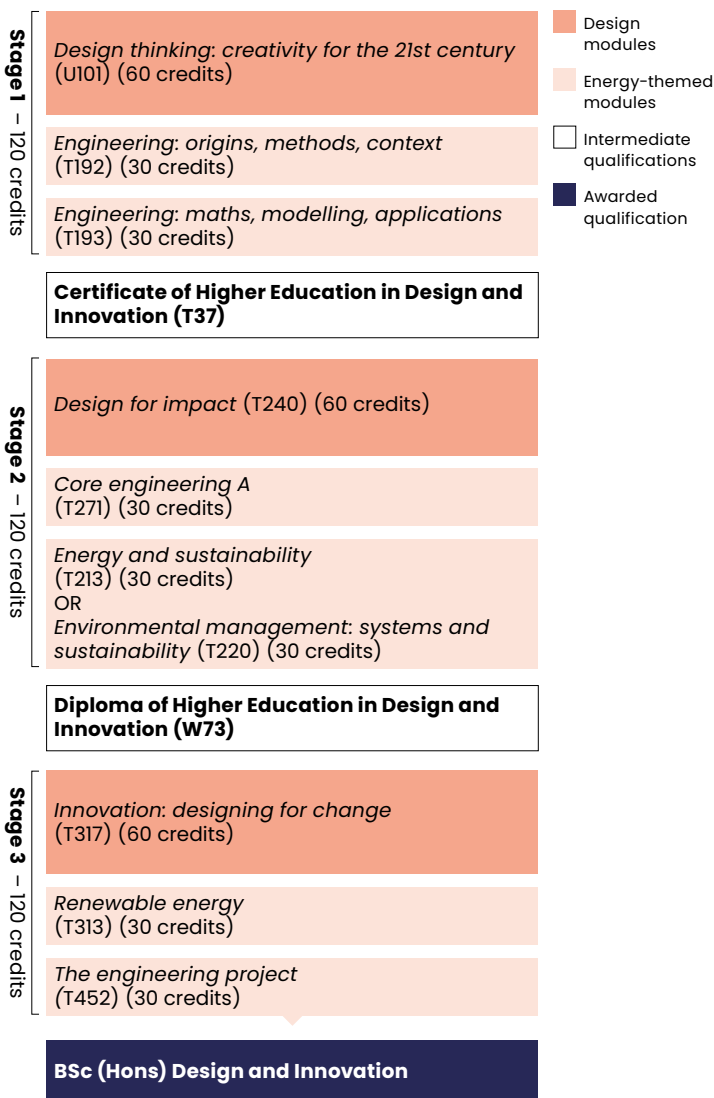 Stage 1 – 120 credits
Design thinking: creativity for the 21st century
(U101) (60 credits)
Engineering: origins, methods, context
(T192) (30 credits)
Engineering: maths, modelling, applications
(T193) (30 credits)
Design
modules
Energy-themed
modules
Intermediate
qualifications
Awarded
qualification
Certificate of Higher Education in Design and
Innovation (T37)
Stage 2 – 120 credits
Design for impact (T240) (60 credits)
Core engineering A
(T271) (30 credits)
Energy and sustainability
(T213) (30 credits)
OR
Environmental management: systems and
sustainability (T220) (30 credits)
Diploma of Higher Education in Design and
Innovation (W73)
Stage 3 – 120 credits
Innovation: designing for change
(T317) (60 credits)
Renewable energy
(T313) (30 credits)
The engineering project
(T452) (30 credits)
BSc (Hons) Design and Innovation